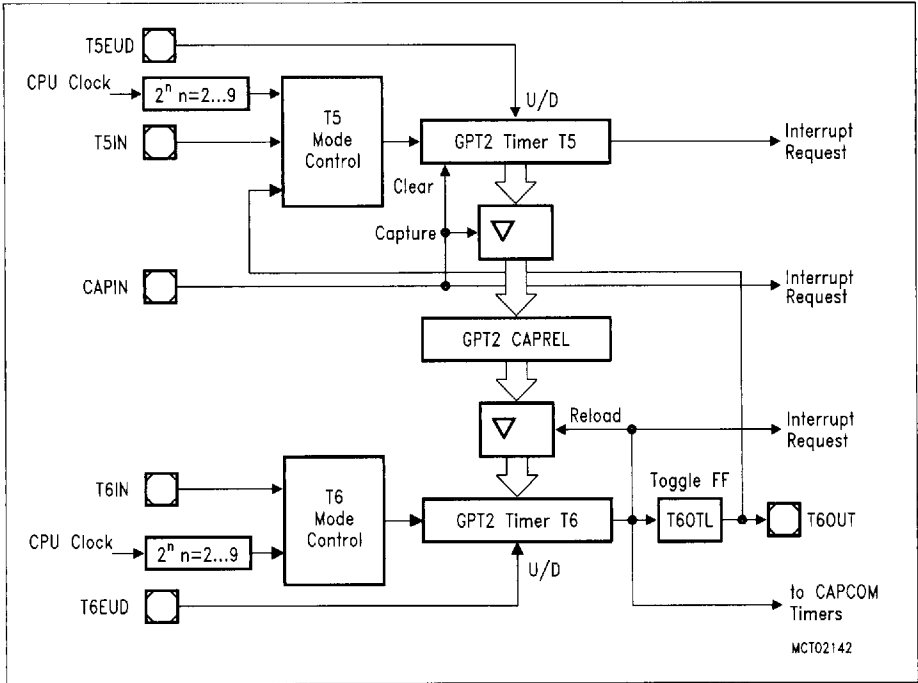 T5EUD
CPU Clock
2ⁿ n=2...9
U/D
T5IN
T5
Mode
Control
GPT2 Timer T5
Interrupt
Request
Clear
Capture
CAPIN
Interrupt
Request
GPT2 CAPREL
Reload
Interrupt
Request
T6IN
T6
Mode
Control
Toggle FF
GPT2 Timer T6
T6OTL
T6OUT
CPU Clock
2ⁿ n=2...9
U/D
T6EUD
to CAPCOM
Timers
MCT02142